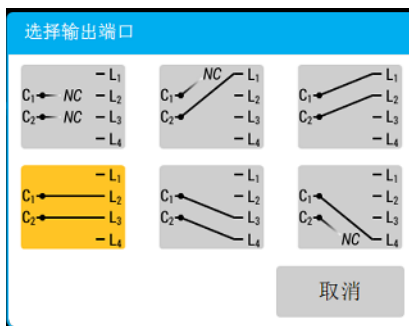 选择输出端口
L1 NC L1 L1
C1 NC L2 C1 L2 C1 L2
C2 NC L3 C2 L3 C2 L3
L4 L4 L4
L1 L1 L1
C1 L2 C1 L2 C1 L2
C2 L3 C2 L3 C2 L3
L4 L4 NC L4
取消